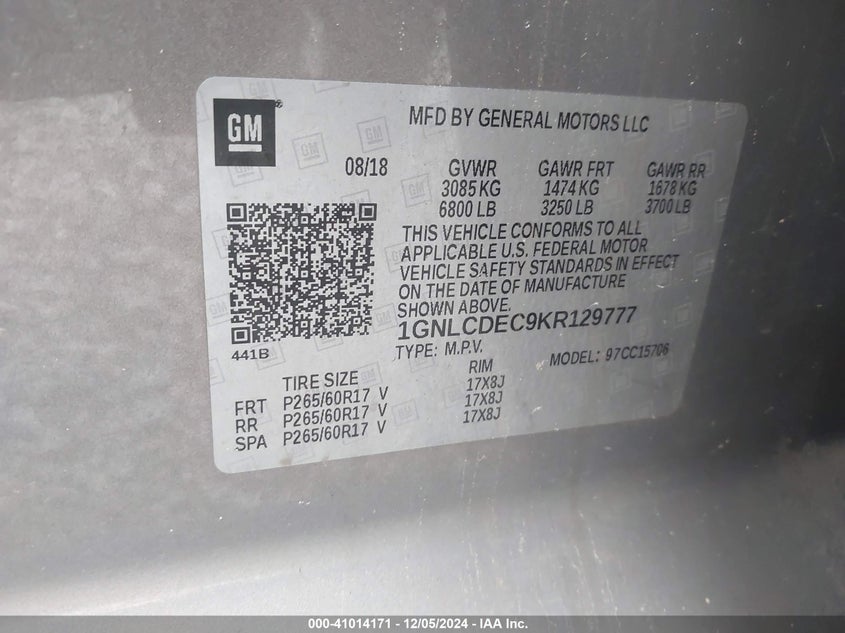 GM
MFD BY GENERAL MOTORS LLC
08/18 GVWR GAWR FRT GAWR RR
3085 KG 1474 KG 1678 KG
6800 LB 3250 LB 3700 LB
THIS VEHICLE CONFORMS TO ALL
APPLICABLE U.S. FEDERAL MOTOR
VEHICLE SAFETY STANDARDS IN EFFECT
ON THE DATE OF MANUFACTURE
SHOWN ABOVE.
1GNLCDEC9KR129777
441B
TYPE: M.P.V. MODEL: 97CC15706
TIRE SIZE RIM
FRT P265/60R17 V 17X8J
RR P265/60R17 V 17X8J
SPA P265/60R17 V 17X8J
000-41014171 - 12/05/2024 - IAA Inc.